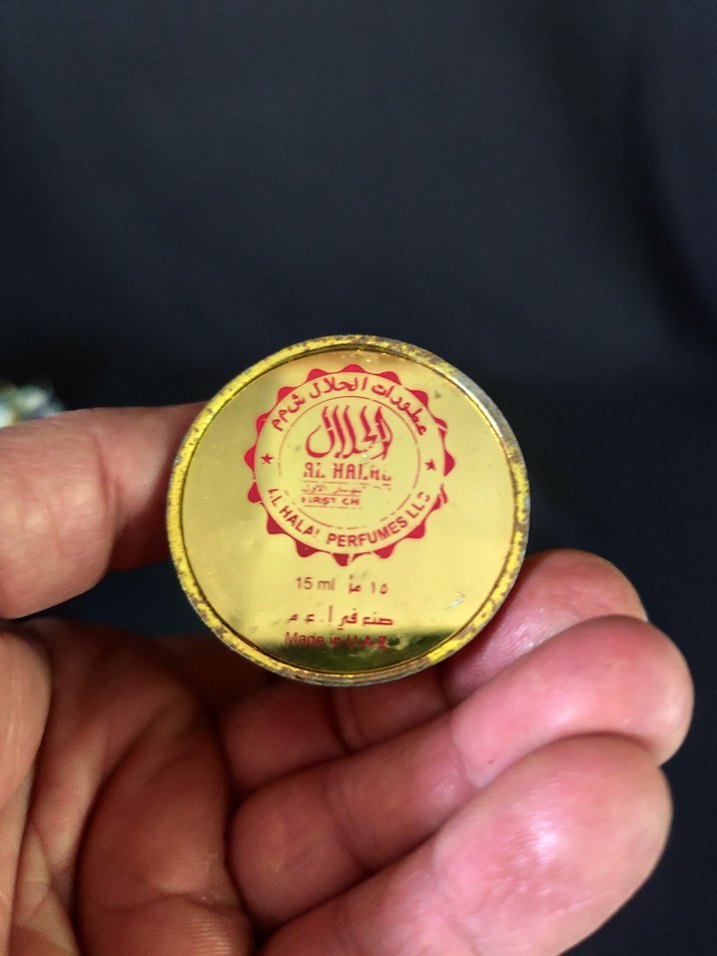 عطورات الحلال ش.م.م
الحلال
AL HALAL
الأول
FIRST CH
AL HALAL PERFUMES LLC
15 ml ١٥ مل
صنع في أ.ع.م
Made in U.A.E